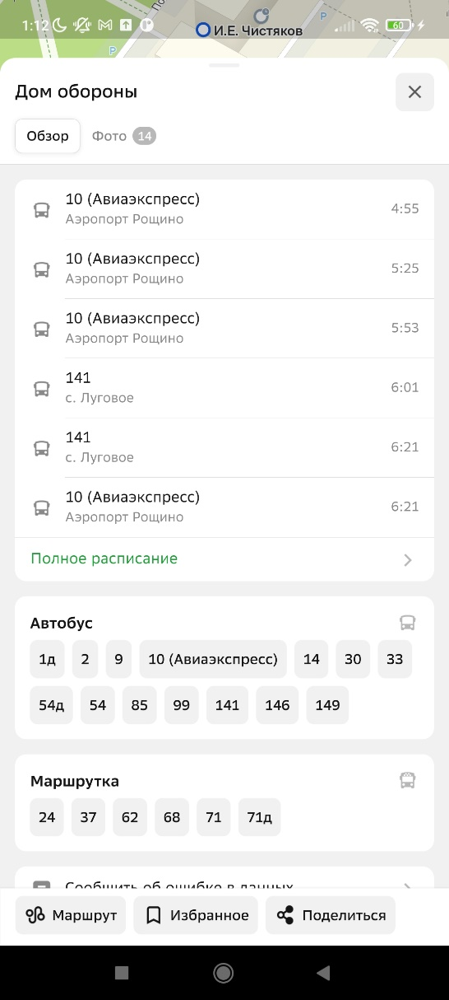 По
P
1:12
60
И.Е. Чистяков
P
Дом обороны
Обзор
Фото 14
10 (Авиаэкспресс)
Аэропорт Рощино
4:55
10 (Авиаэкспресс)
Аэропорт Рощино
5:25
10 (Авиаэкспресс)
Аэропорт Рощино
5:53
141
с. Луговое
6:01
141
с. Луговое
6:21
10 (Авиаэкспресс)
Аэропорт Рощино
6:21
Полное расписание
Автобус
1д 2 9 10 (Авиаэкспресс) 14 30 33
54д 54 85 99 141 146 149
Маршрутка
24 37 62 68 71 71д
Сообщить об ошибке в данных
Маршрут Избранное Поделиться